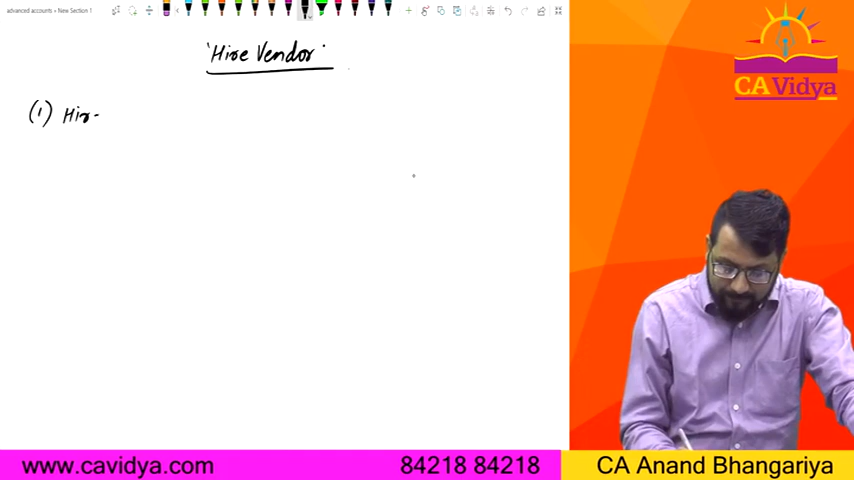 advanced accounts ▸ New Section 1
'Hire Vendor'
(1) Hir-
CA Vidya
www.cavidya.com
84218 84218
CA Anand Bhangariya